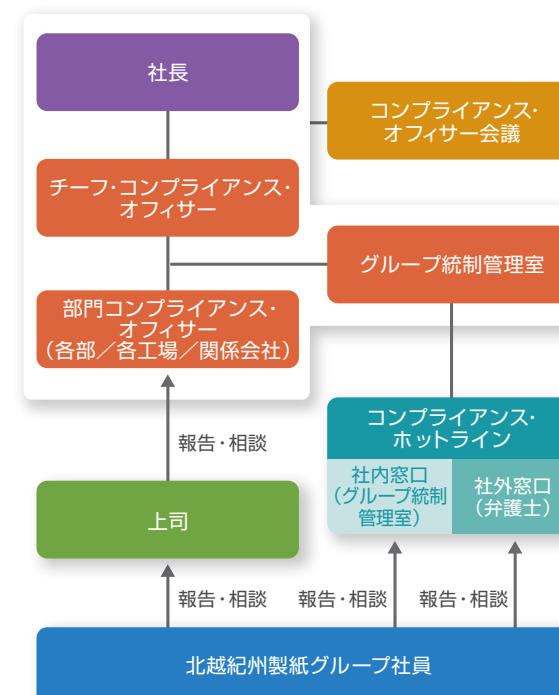 社長
コンプライアンス・
オフィサー会議
チーフ・コンプライアンス・
オフィサー
グループ統制管理室
部門コンプライアンス・
オフィサー
（各部／各工場／関係会社）
コンプライアンス・
ホットライン
報告・相談
社内窓口
（グループ統制
管理室）
社外窓口
（弁護士）
上司
報告・相談
報告・相談
報告・相談
北越紀州製紙グループ社員